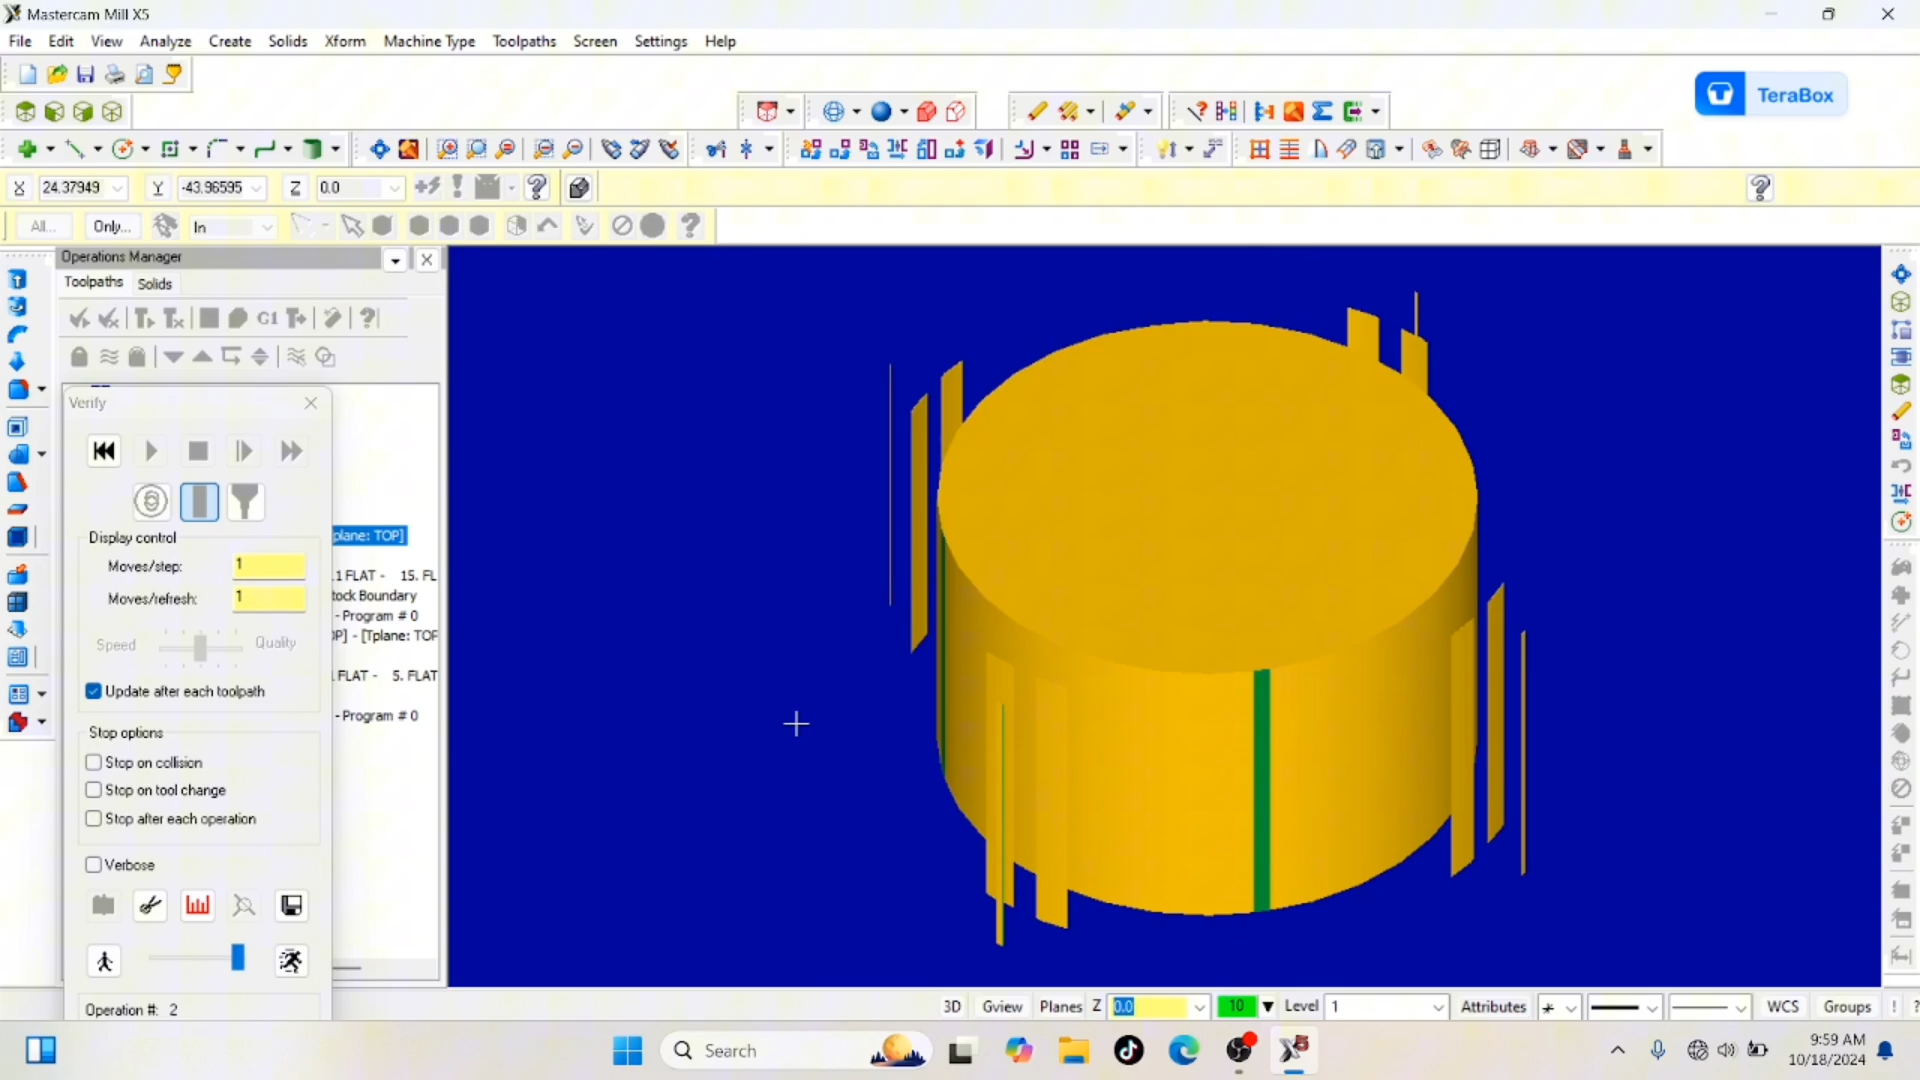 Mastercam Mill X5
File Edit View Analyze Create Solids Xform Machine Type Toolpaths Screen Settings Help
TeraBox
X 24.37949 Y -43.96595 Z 0.0
All... Only... In
Operations Manager
Toolpaths Solids
G1
Verify
Display control
plane: TOP]
Moves/step: 1
.1 FLAT - 15. FL
Moves/refresh: 1
tock Boundary
- Program # 0
Speed Quality
OP] - [Tplane: TOP
. FLAT - 5. FLAT
Update after each toolpath
- Program # 0
Stop options
Stop on collision
Stop on tool change
Stop after each operation
Verbose
Operation #: 2
3D Gview Planes Z 0.0 10 Level 1 Attributes WCS Groups ! ?
Search
9:59 AM
10/18/2024